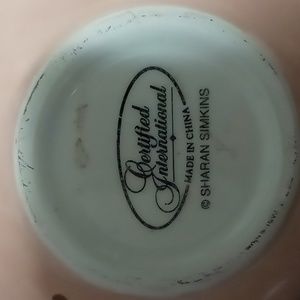 Certified
International
MADE IN CHINA
© SHARAN SIMKINS